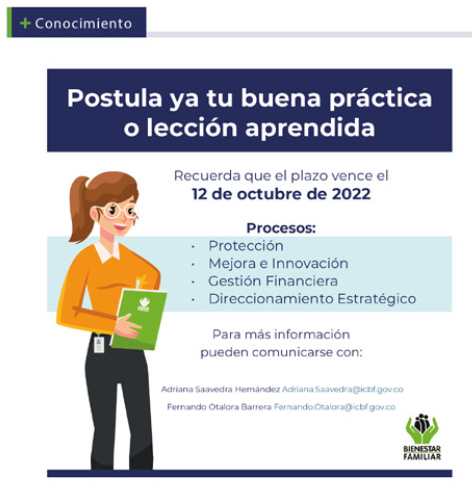 + Conocimiento
Postula ya tu buena práctica
o lección aprendida
Recuerda que el plazo vence el
12 de octubre de 2022
Procesos:
• Protección
• Mejora e Innovación
• Gestión Financiera
• Direccionamiento Estratégico
Para más información
pueden comunicarse con:
Adriana Saavedra Hernández Adriana.Saavedra@icbf.gov.co
Fernando Otalora Barrera Fernando.Otalora@icbf.gov.co
BIENESTAR
FAMILIAR